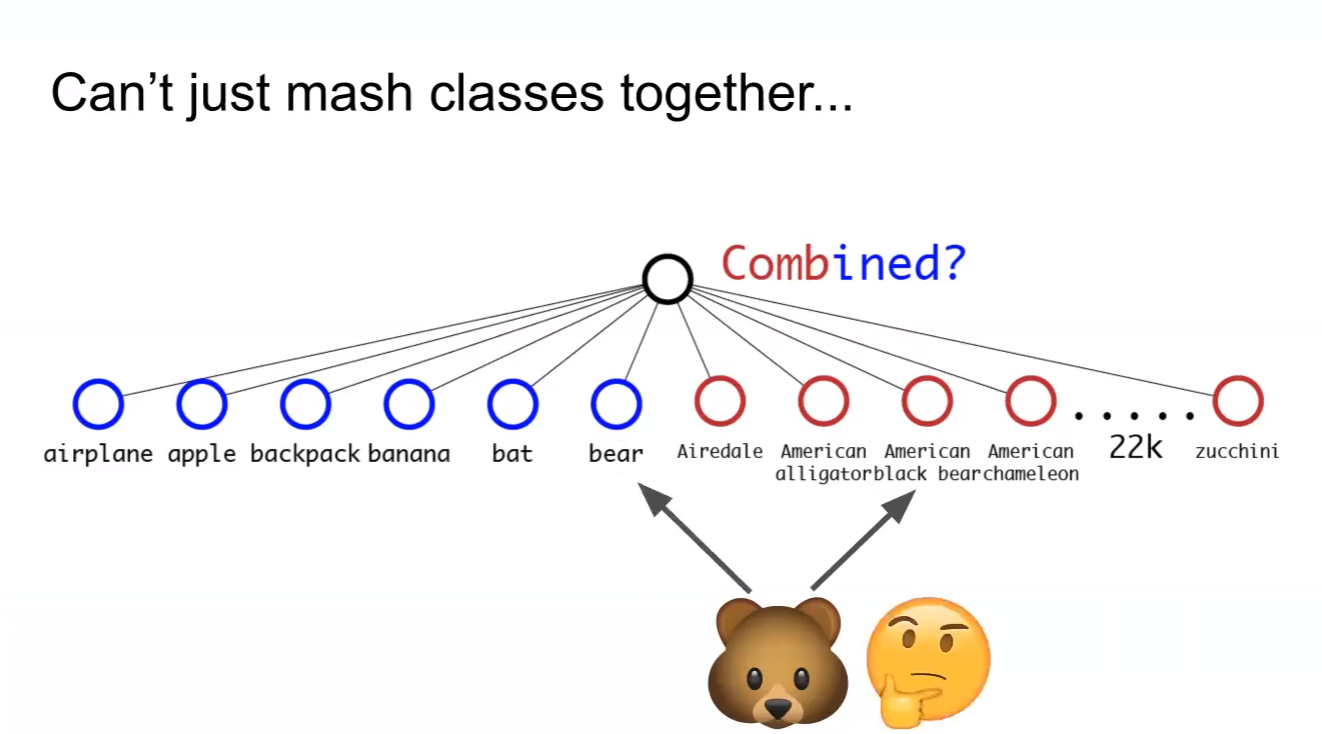 Can't just mash classes together...
Combined?
airplane apple backpack banana bat bear Airedale American American American 22k zucchini
alligator black bear chameleon